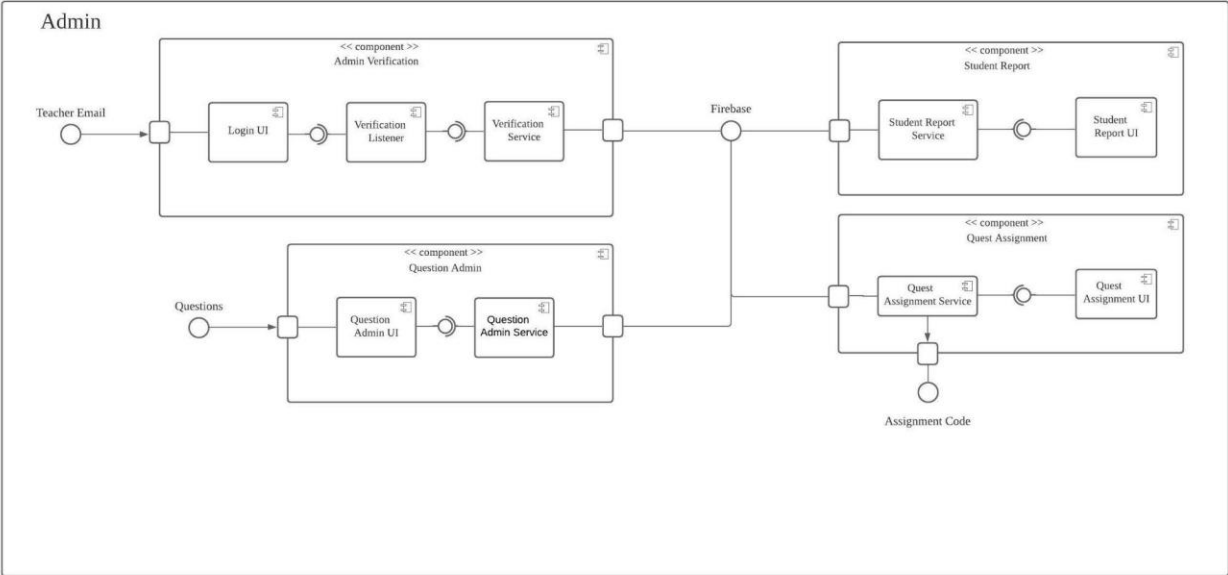 Admin
<< component >>
Admin Verification
Teacher Email
Login UI
Verification
Listener
Verification
Service
Firebase
<< component >>
Student Report
Student Report
Service
Student
Report UI
<< component >>
Question Admin
Questions
Question
Admin UI
Question
Admin Service
<< component >>
Quest Assignment
Quest
Assignment Service
Quest
Assignment UI
Assignment Code